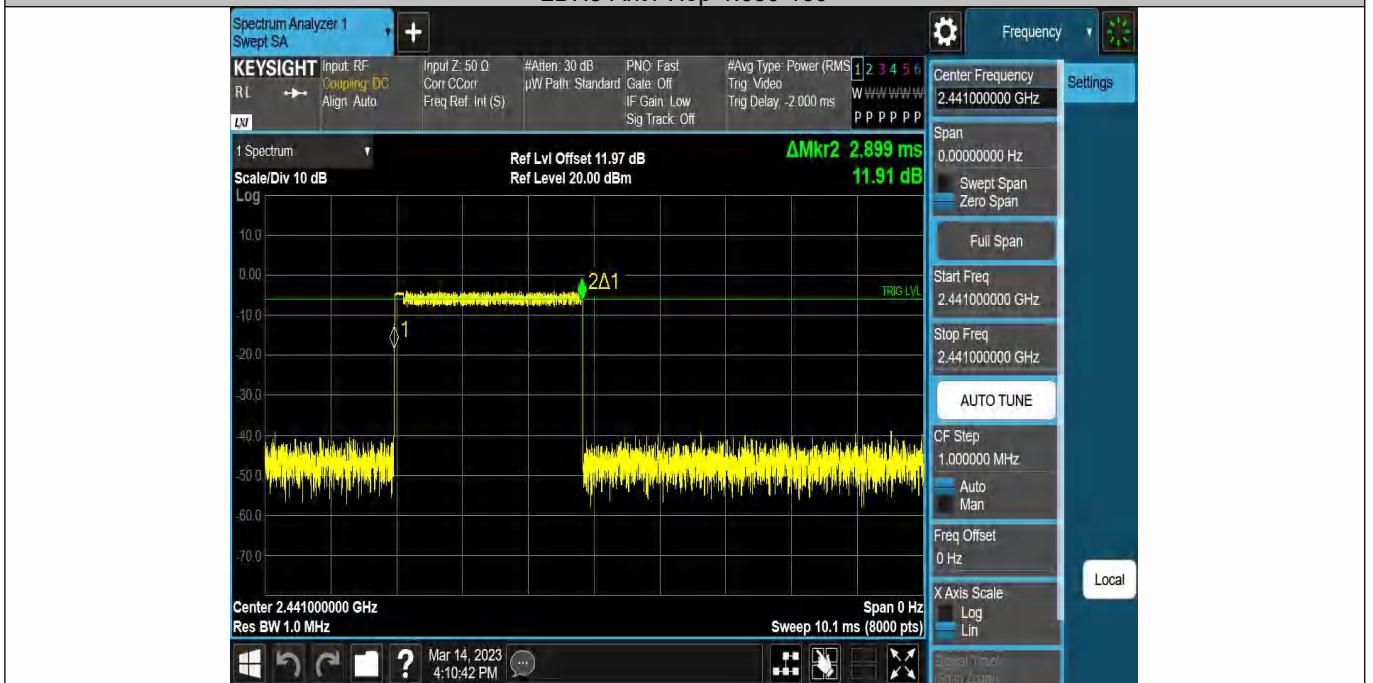 Spectrum Analyzer 1
Swept SA
+
Frequency
KEYSIGHT
RL
LXI
Input: RF
Coupling: DC
Align: Auto
Input Z: 50 Ω
Corr CCorr
Freq Ref: Int (S)
#Atten: 30 dB
µW Path: Standard
PNO: Fast
Gate: Off
IF Gain: Low
Sig Track: Off
#Avg Type: Power (RMS
Trig: Video
Trig Delay: -2.000 ms
1 2 3 4 5 6
W W W W W W
P P P P P P
1 Spectrum
Scale/Div 10 dB
Log
Ref Lvl Offset 11.97 dB
Ref Level 20.00 dBm
ΔMkr2 2.899 ms
11.91 dB
10.0
0.00
-10.0
-20.0
-30.0
-40.0
-50.0
-60.0
-70.0
2Δ1
1
TRIG LVL
Center 2.441000000 GHz
Res BW 1.0 MHz
Span 0 Hz
Sweep 10.1 ms (8000 pts)
Mar 14, 2023
4:10:42 PM
?
Center Frequency
2.441000000 GHz
Settings
Span
0.00000000 Hz
Swept Span
Zero Span
Full Span
Start Freq
2.441000000 GHz
Stop Freq
2.441000000 GHz
AUTO TUNE
CF Step
1.000000 MHz
Auto
Man
Freq Offset
0 Hz
X Axis Scale
Log
Lin
Local
Signal Track
(Span Zoom)